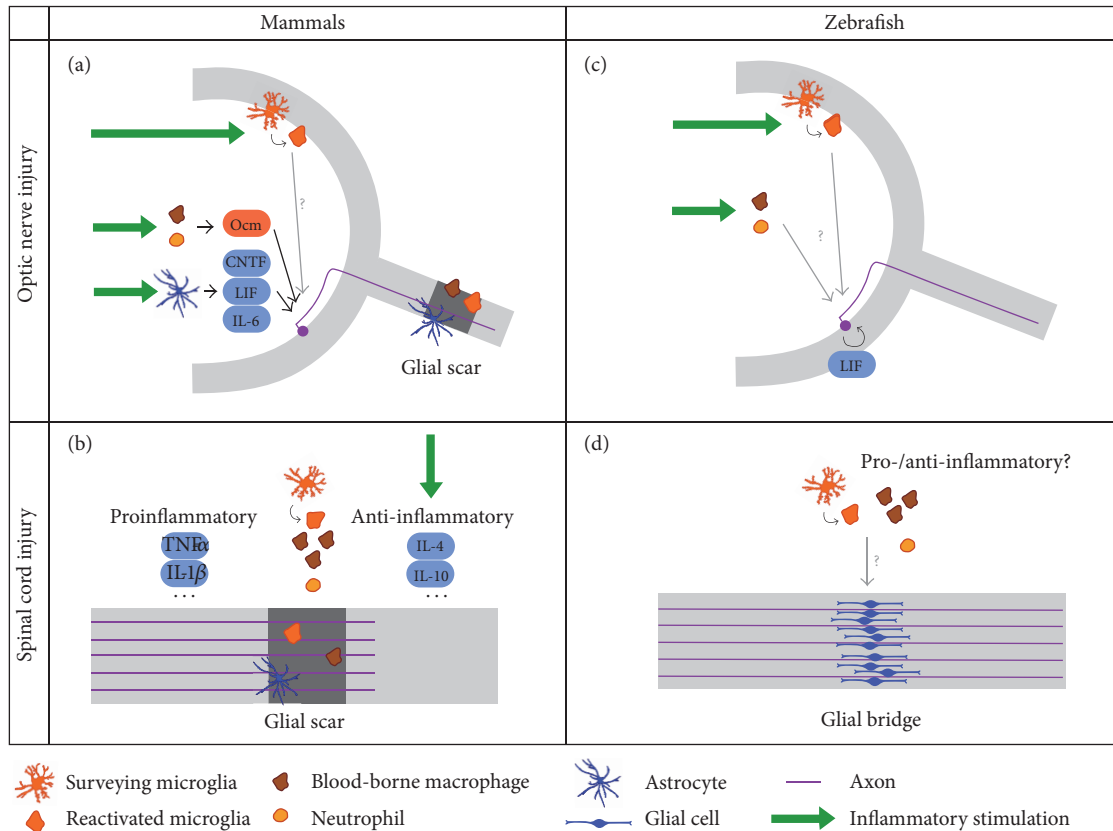 Mammals
Zebrafish
Optic nerve injury
(a)
?
Ocm
CNTF
LIF
IL-6
Glial scar
(c)
?
LIF
Spinal cord injury
(b)
Proinflammatory
TNFα
IL-1β
...
Anti-inflammatory
IL-4
IL-10
...
Glial scar
(d)
Pro-/anti-inflammatory?
?
Glial bridge
Surveying microglia
Blood-borne macrophage
Astrocyte
Axon
Reactivated microglia
Neutrophil
Glial cell
Inflammatory stimulation